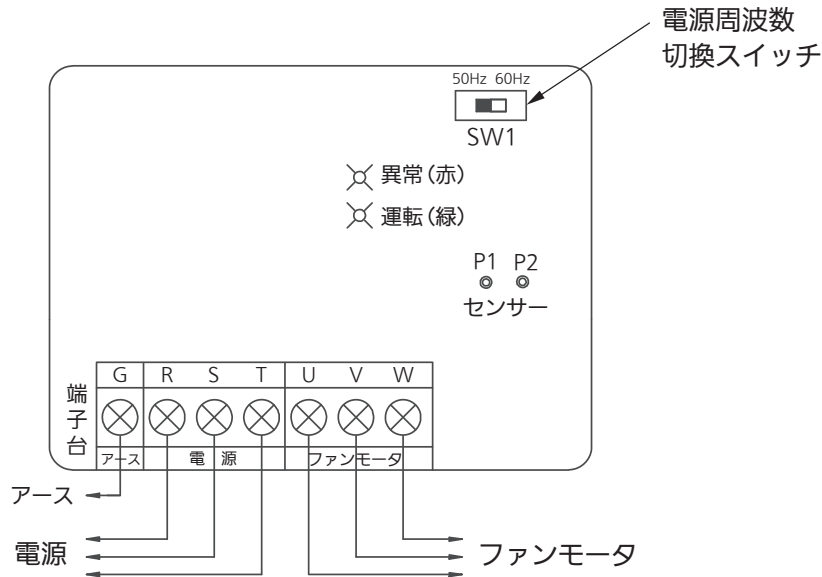 電源周波数
切換スイッチ
50Hz 60Hz
SW1
異常(赤)
運転(緑)
P1 P2
センサー
端子台
G R S T U V W
アース 電 源 ファンモータ
アース
電源
ファンモータ